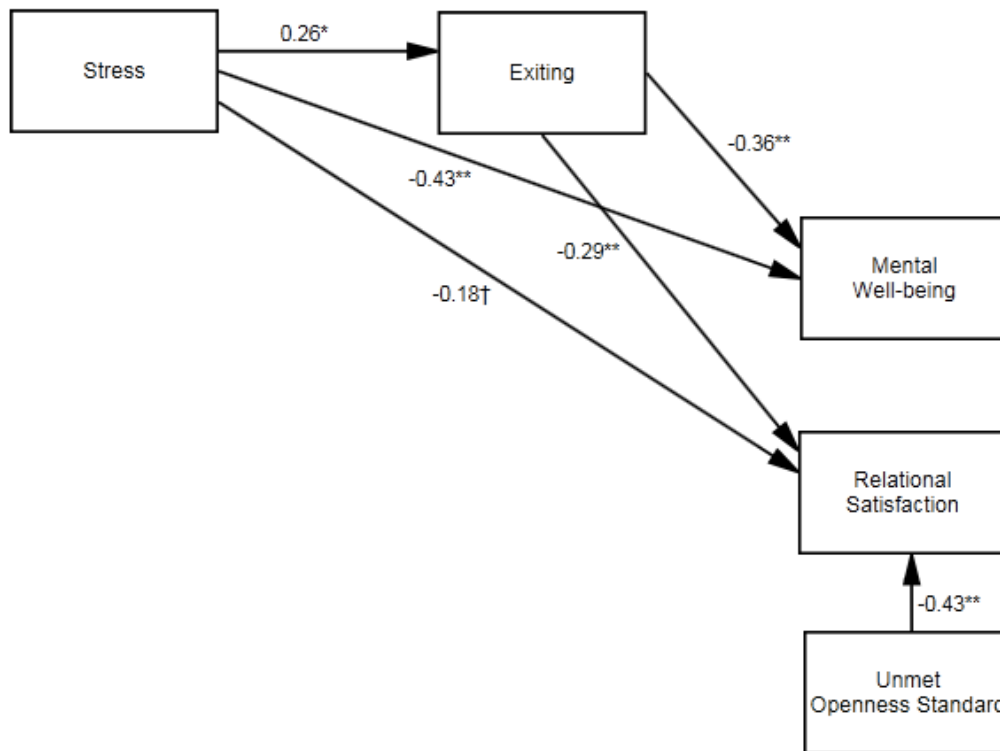 0.26*
Stress
Exiting
-0.36**
-0.43**
-0.29**
Mental
Well-being
-0.18†
Relational
Satisfaction
-0.43**
Unmet
Openness Standard